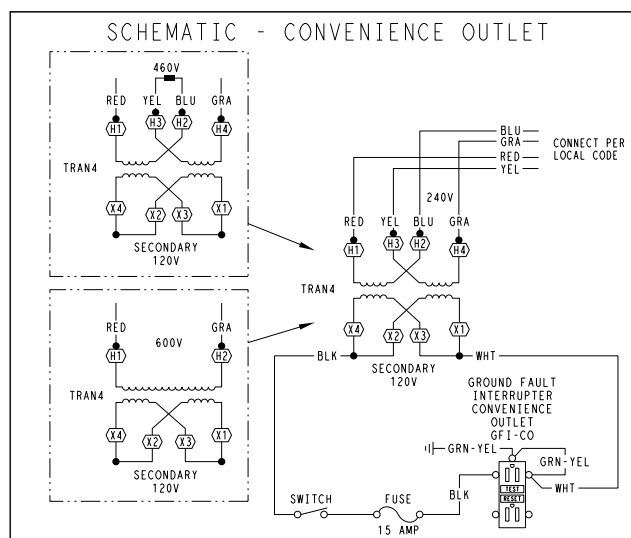 SCHEMATIC - CONVENIENCE OUTLET
460V
RED YEL BLU GRA
H1 H3 H2 H4
TRAN4
X4 X2 X3 X1
SECONDARY
120V
RED GRA
600V
H1 H2
TRAN4
X4 X2 X3 X1
SECONDARY
120V
BLU
GRA
RED
YEL
CONNECT PER
LOCAL CODE
240V
RED YEL BLU GRA
H1 H3 H2 H4
TRAN4
X4 X2 X3 X1
BLK
WHT
SECONDARY
120V
GROUND FAULT
INTERRUPTER
CONVENIENCE
OUTLET
GFI-CO
GRN-YEL
GRN-YEL
WHT
BLK
TEST
RESET
SWITCH
FUSE
15 AMP